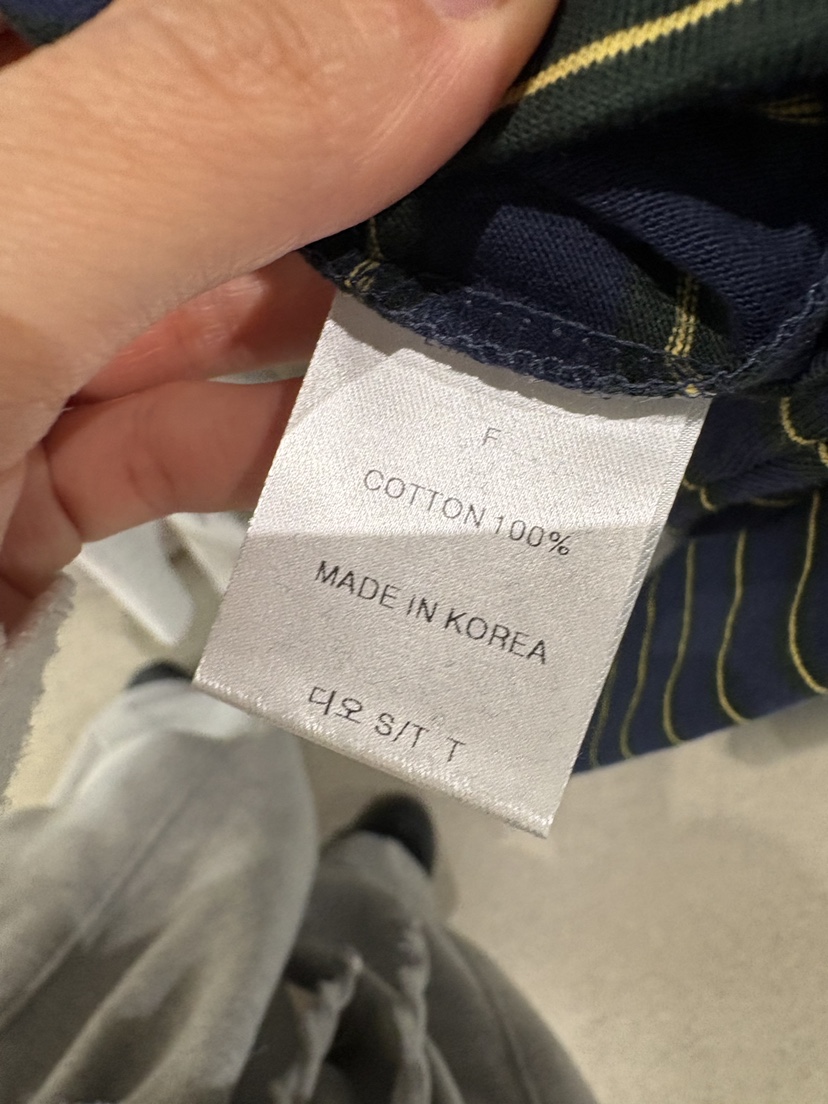 F
COTTON 100%
MADE IN KOREA
디오 S/T T